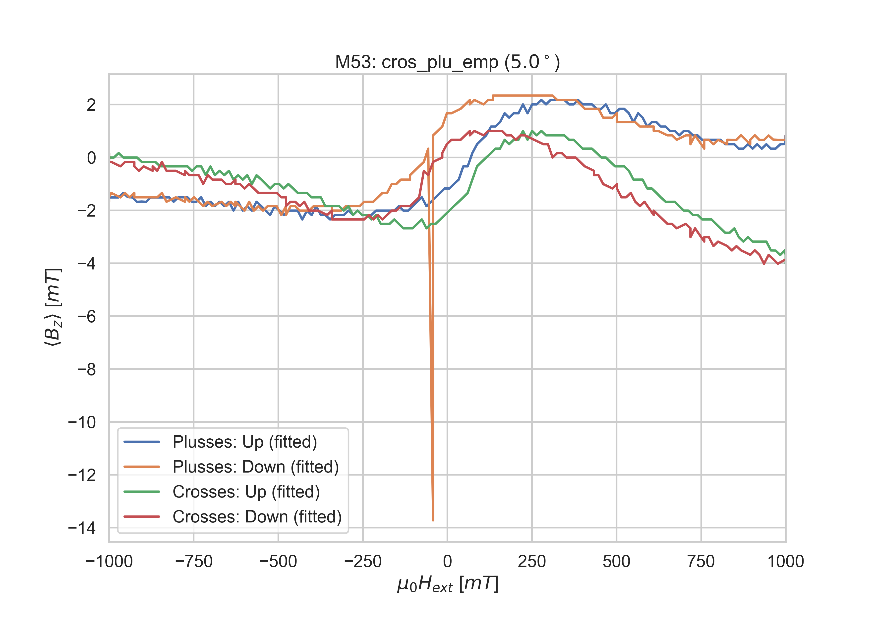 M53: cros_plu_emp (5.0°)
2
0
−2
−4
−6
−8
−10
−12
−14
⟨B_z⟩ [mT]
Plusses: Up (fitted)
Plusses: Down (fitted)
Crosses: Up (fitted)
Crosses: Down (fitted)
−1000 −750 −500 −250 0 250 500 750 1000
μ₀H_ext [mT]